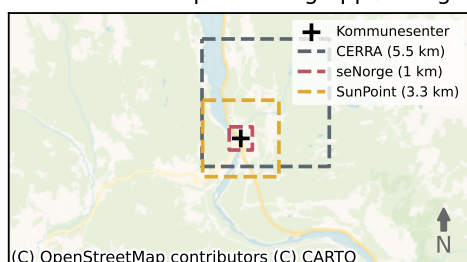 Kommunesenter
CERRA (5.5 km)
seNorge (1 km)
SunPoint (3.3 km)
N
(C) OpenStreetMap contributors (C) CARTO